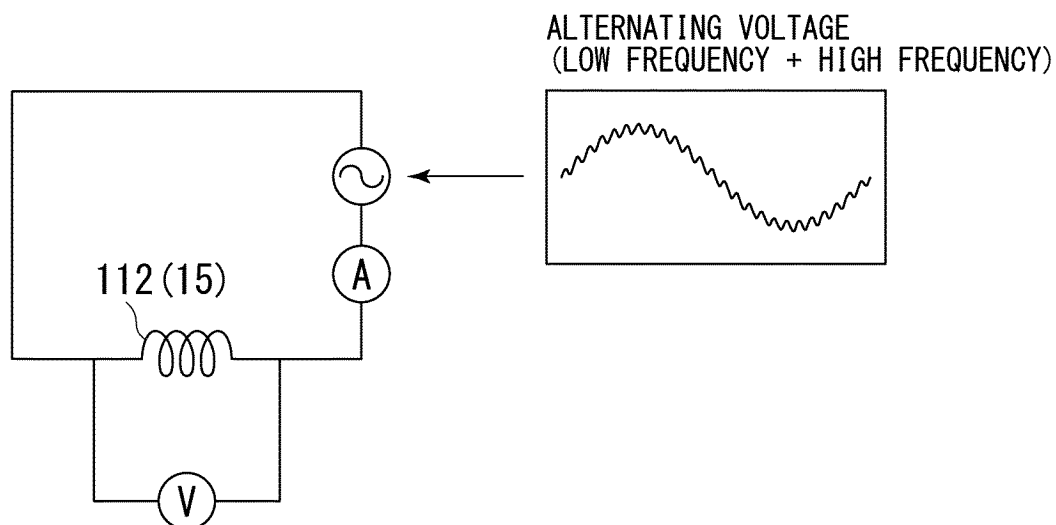 ALTERNATING VOLTAGE
(LOW FREQUENCY + HIGH FREQUENCY)
A
112(15)
V